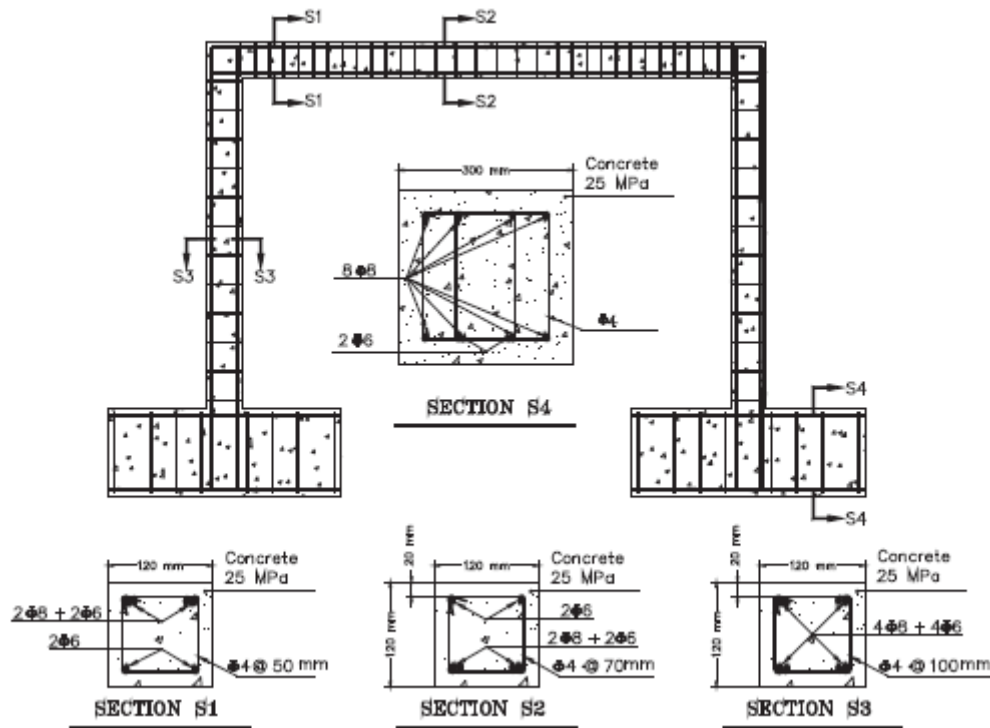 S1
S2
S1
S2
300 mm
Concrete
25 MPa
S3
S3
8Φ8
Φ4
2Φ6
SECTION S4
S4
S4
120 mm
Concrete
25 MPa
2Φ8 + 2Φ6
2Φ6
Φ4@ 50 mm
SECTION S1
20 mm
120 mm
Concrete
25 MPa
120 mm
2Φ6
2Φ8 + 2Φ6
Φ4 @ 70mm
SECTION S2
20 mm
120 mm
Concrete
25 MPa
120 mm
4Φ8 + 4Φ6
Φ4 @ 100mm
SECTION S3